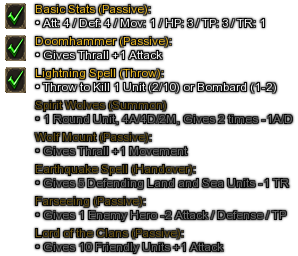 Basic Stats (Passive):
• Att: 4 / Def: 4 / Mov: 1 / HP: 3 / TP: 3 / TR: 1
Doomhammer (Passive):
• Gives Thrall +1 Attack
Lightning Spell (Throw):
• Throw to Kill 1 Unit (2/10) or Bombard (1-2)
Spirit Wolves (Summon)
• 1 Round Unit, 4A/4D/2M, Gives 2 times -1A/D
Wolf Mount (Passive):
• Gives Thrall +1 Movement
Earthquake Spell (Handover):
• Gives 5 Defending Land and Sea Units -1 TR
Farseeing (Passive):
• Gives 1 Enemy Hero -2 Attack / Defense / TP
Lord of the Clans (Passive):
• Gives 10 Friendly Units +1 Attack